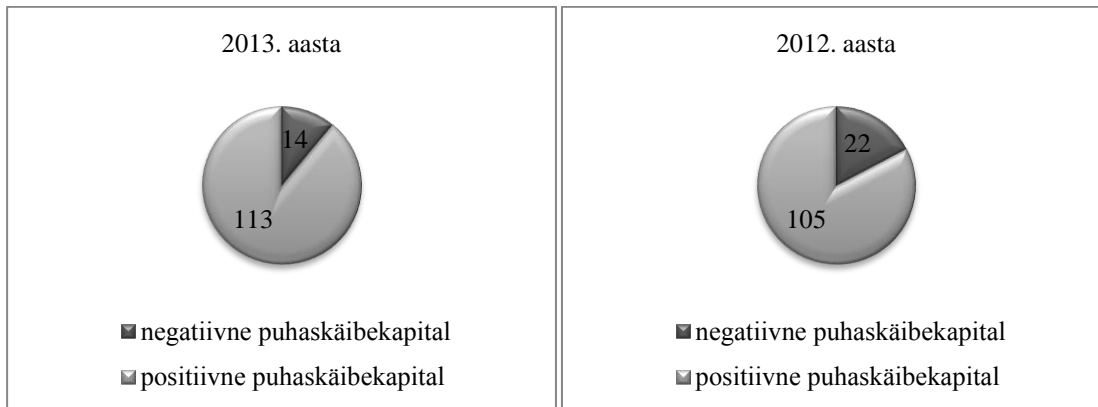 2013. aasta
14
113
negatiivne puhaskäibekapital
positiivne puhaskäibekapital
2012. aasta
22
105
negatiivne puhaskäibekapital
positiivne puhaskäibekapital